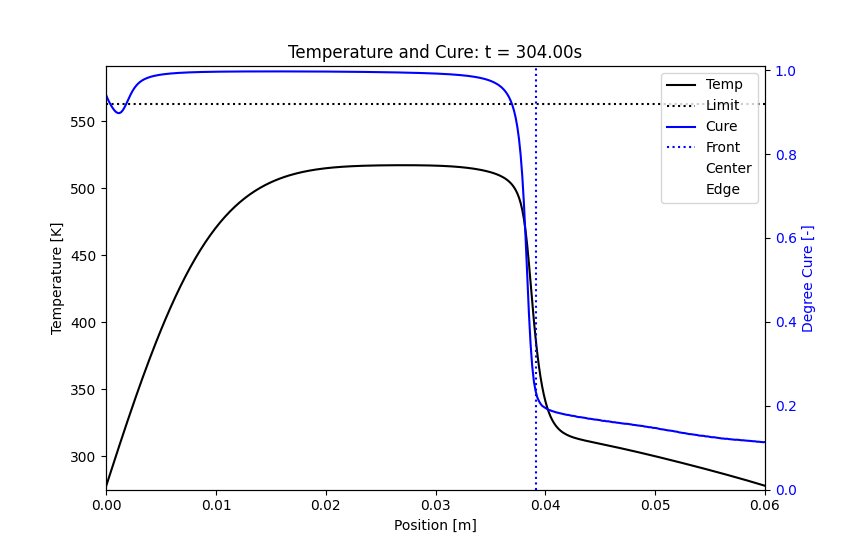 Temperature and Cure: t = 304.00s
Temp
Limit
Cure
Front
Center
Edge
Temperature [K]
550
500
450
400
350
300
Degree Cure [-]
1.0
0.8
0.6
0.4
0.2
0.0
0.00 0.01 0.02 0.03 0.04 0.05 0.06
Position [m]